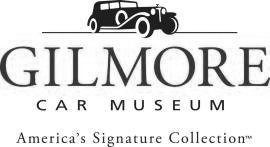 GILMORE
CAR MUSEUM
America's Signature Collection™